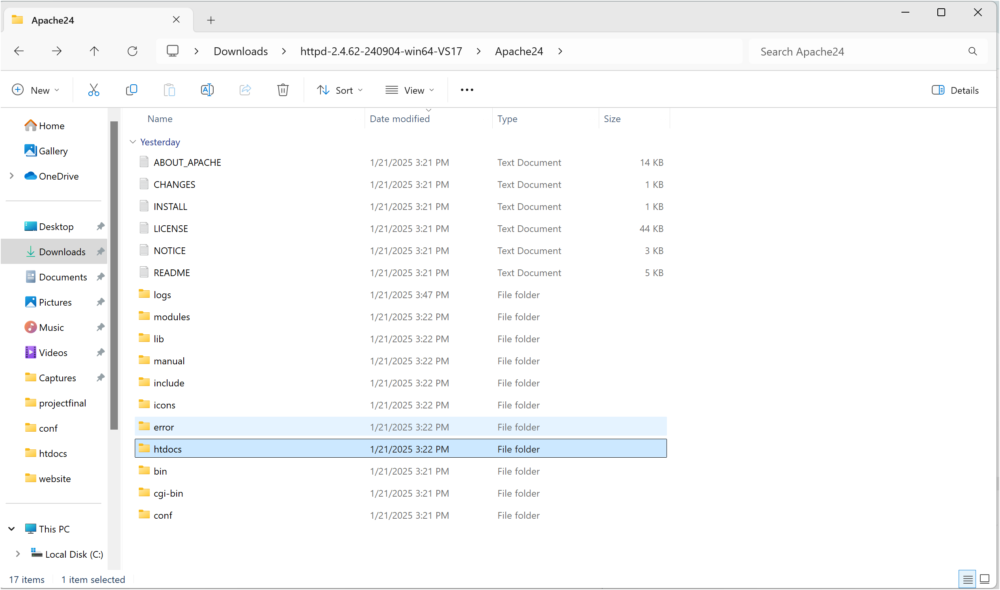 Apache24
Downloads > httpd-2.4.62-240904-win64-VS17 > Apache24 >
Search Apache24
New
Sort
View
Details
Home
Gallery
OneDrive
Desktop
Downloads
Documents
Pictures
Music
Videos
Captures
projectfinal
conf
htdocs
website
This PC
Local Disk (C:)
Name Date modified Type Size
Yesterday
ABOUT_APACHE 1/21/2025 3:21 PM Text Document 14 KB
CHANGES 1/21/2025 3:21 PM Text Document 1 KB
INSTALL 1/21/2025 3:21 PM Text Document 1 KB
LICENSE 1/21/2025 3:21 PM Text Document 44 KB
NOTICE 1/21/2025 3:21 PM Text Document 3 KB
README 1/21/2025 3:21 PM Text Document 5 KB
logs 1/21/2025 3:47 PM File folder
modules 1/21/2025 3:22 PM File folder
lib 1/21/2025 3:22 PM File folder
manual 1/21/2025 3:22 PM File folder
include 1/21/2025 3:22 PM File folder
icons 1/21/2025 3:22 PM File folder
error 1/21/2025 3:22 PM File folder
htdocs 1/21/2025 3:22 PM File folder
bin 1/21/2025 3:21 PM File folder
cgi-bin 1/21/2025 3:21 PM File folder
conf 1/21/2025 3:21 PM File folder
17 items 1 item selected